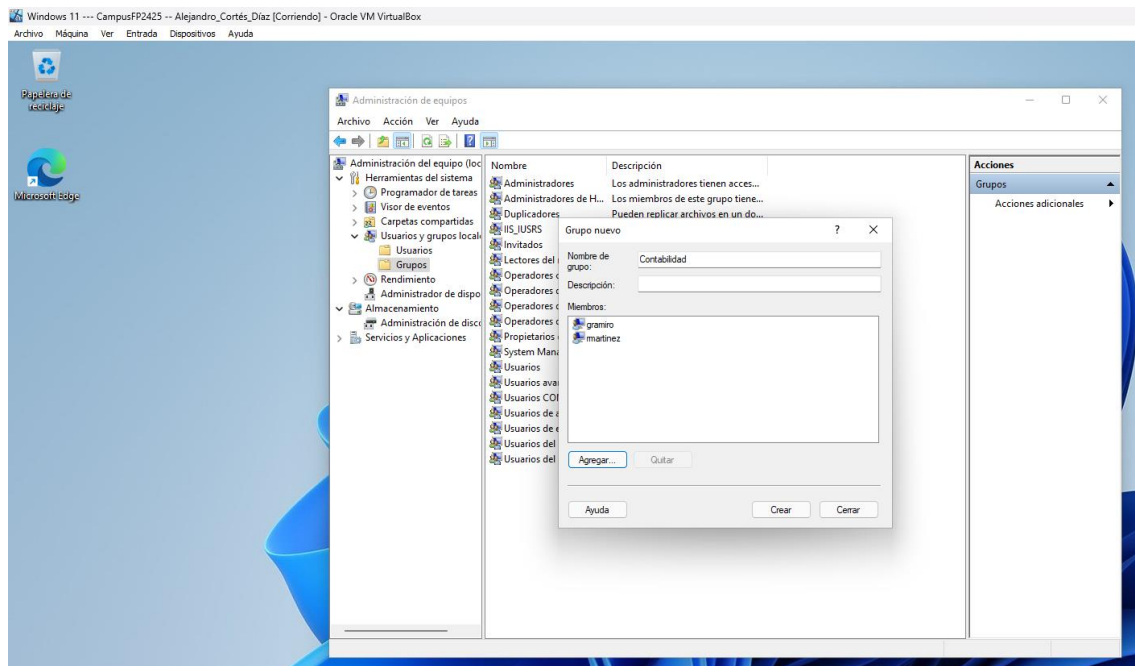 Windows 11 --- CampusFP2425 -- Alejandro_Cortés_Díaz [Corriendo] - Oracle VM VirtualBox
Archivo Máquina Ver Entrada Dispositivos Ayuda
Papelera de
reciclaje
Microsoft Edge
Administración de equipos
Archivo Acción Ver Ayuda
Administración del equipo (loc
Herramientas del sistema
Programador de tareas
Visor de eventos
Carpetas compartidas
Usuarios y grupos locale
Usuarios
Grupos
Rendimiento
Administrador de dispo
Almacenamiento
Administración de disco
Servicios y Aplicaciones
Nombre Descripción
Administradores Los administradores tienen acces...
Administradores de H... Los miembros de este grupo tiene...
Duplicadores Pueden replicar archivos en un do...
IIS_IUSRS
Invitados
Lectores del
Operadores
Operadores
Operadores
Operadores
Propietarios
System Mana
Usuarios
Usuarios ava
Usuarios CO
Usuarios de a
Usuarios de e
Usuarios del
Usuarios del
Grupo nuevo ?
Nombre de
grupo: Contabilidad
Descripción:
Miembros:
gramiro
martinez
Agregar... Quitar
Ayuda Crear Cerrar
Acciones
Grupos
Acciones adicionales